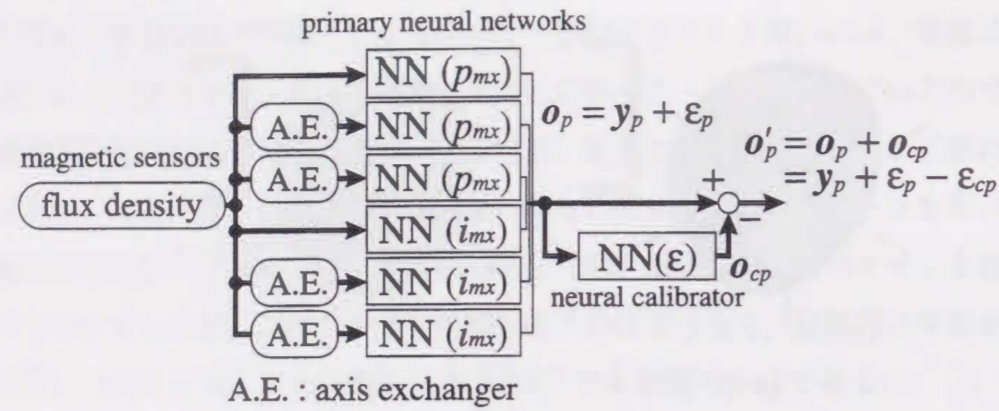 primary neural networks
NN (pmx)
A.E. NN (pmx)
A.E. NN (pmx)
NN (imx)
A.E. NN (imx)
A.E. NN (imx)
magnetic sensors
flux density
op = yp + εp
o′p = op + ocp
= yp + εp − εcp
+
−
NN(ε)
ocp
neural calibrator
A.E. : axis exchanger